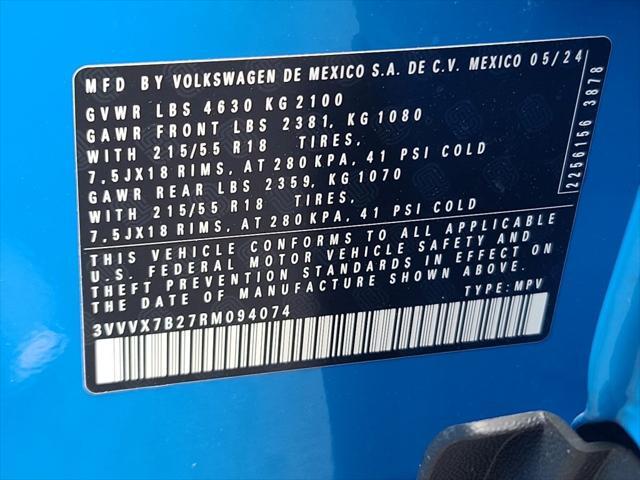 MFD BY VOLKSWAGEN DE MEXICO S.A. DE C.V. MEXICO 05/24
GVWR LBS 4630 KG 2100
GAWR FRONT LBS 2381, KG 1080
WITH 215/55 R18 TIRES,
7,5JX18 RIMS, AT 280 KPA, 41 PSI COLD
GAWR REAR LBS 2359, KG 1070
WITH 215/55 R18 TIRES,
7,5JX18 RIMS, AT 280 KPA, 41 PSI COLD
THIS VEHICLE CONFORMS TO ALL APPLICABLE
U.S. FEDERAL MOTOR VEHICLE SAFETY AND
THEFT PREVENTION STANDARDS IN EFFECT ON
THE DATE OF MANUFACTURE SHOWN ABOVE.
3VVVX7B27RM094074 TYPE: MPV
2256156 3878